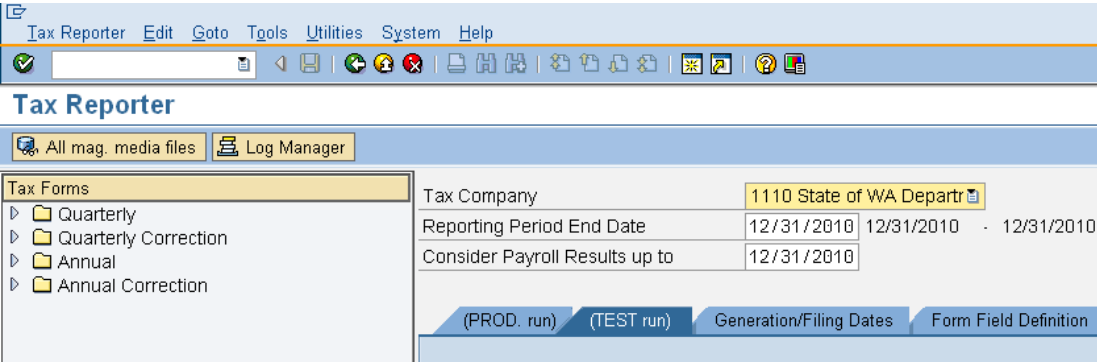 Tax Reporter Edit Goto Tools Utilities System Help
Tax Reporter
All mag. media files Log Manager
Tax Forms
Quarterly
Quarterly Correction
Annual
Annual Correction
Tax Company 1110 State of WA Departr
Reporting Period End Date 12/31/2010 12/31/2010 - 12/31/2010
Consider Payroll Results up to 12/31/2010
(PROD. run) (TEST run) Generation/Filing Dates Form Field Definition